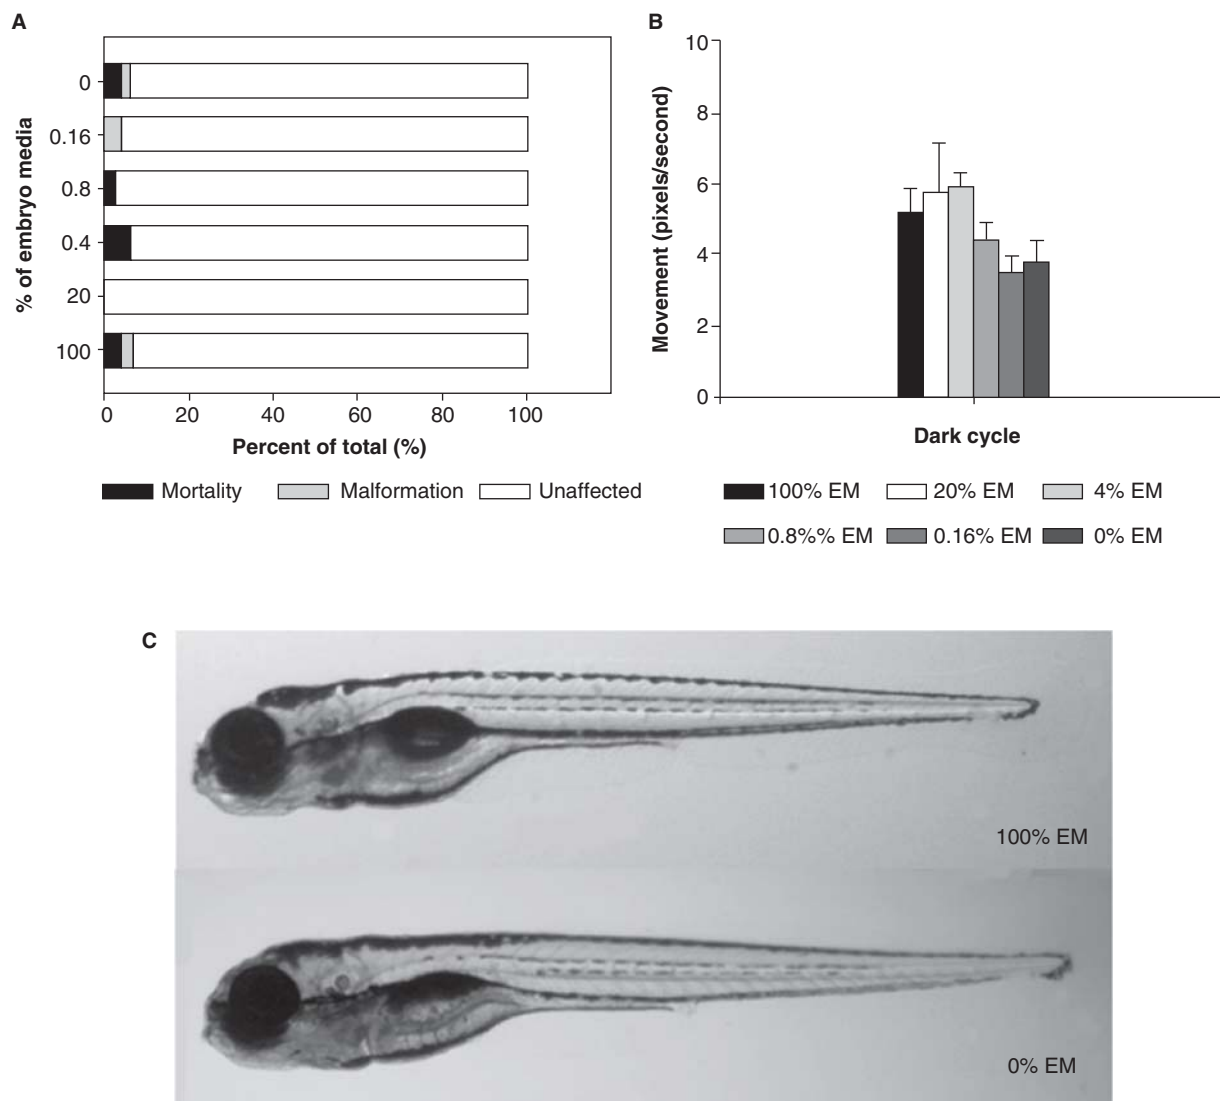 A
% of embryo media
0
0.16
0.8
0.4
20
100
0 20 40 60 80 100
Percent of total (%)
Mortality Malformation Unaffected
B
Movement (pixels/second)
10
8
6
4
2
0
Dark cycle
100% EM 20% EM 4% EM
0.8%% EM 0.16% EM 0% EM
C
100% EM
0% EM